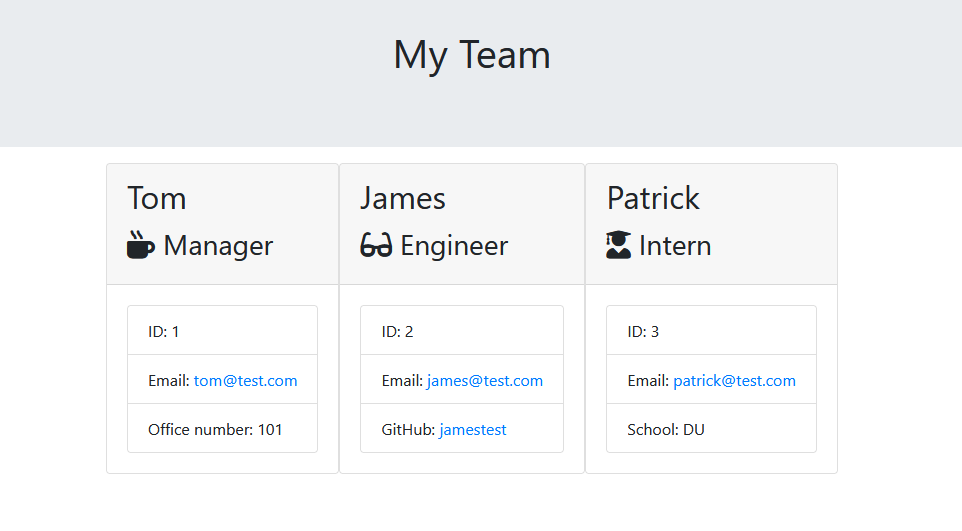 My Team
Tom
Manager
ID: 1
Email: tom@test.com
Office number: 101
James
Engineer
ID: 2
Email: james@test.com
GitHub: jamestest
Patrick
Intern
ID: 3
Email: patrick@test.com
School: DU